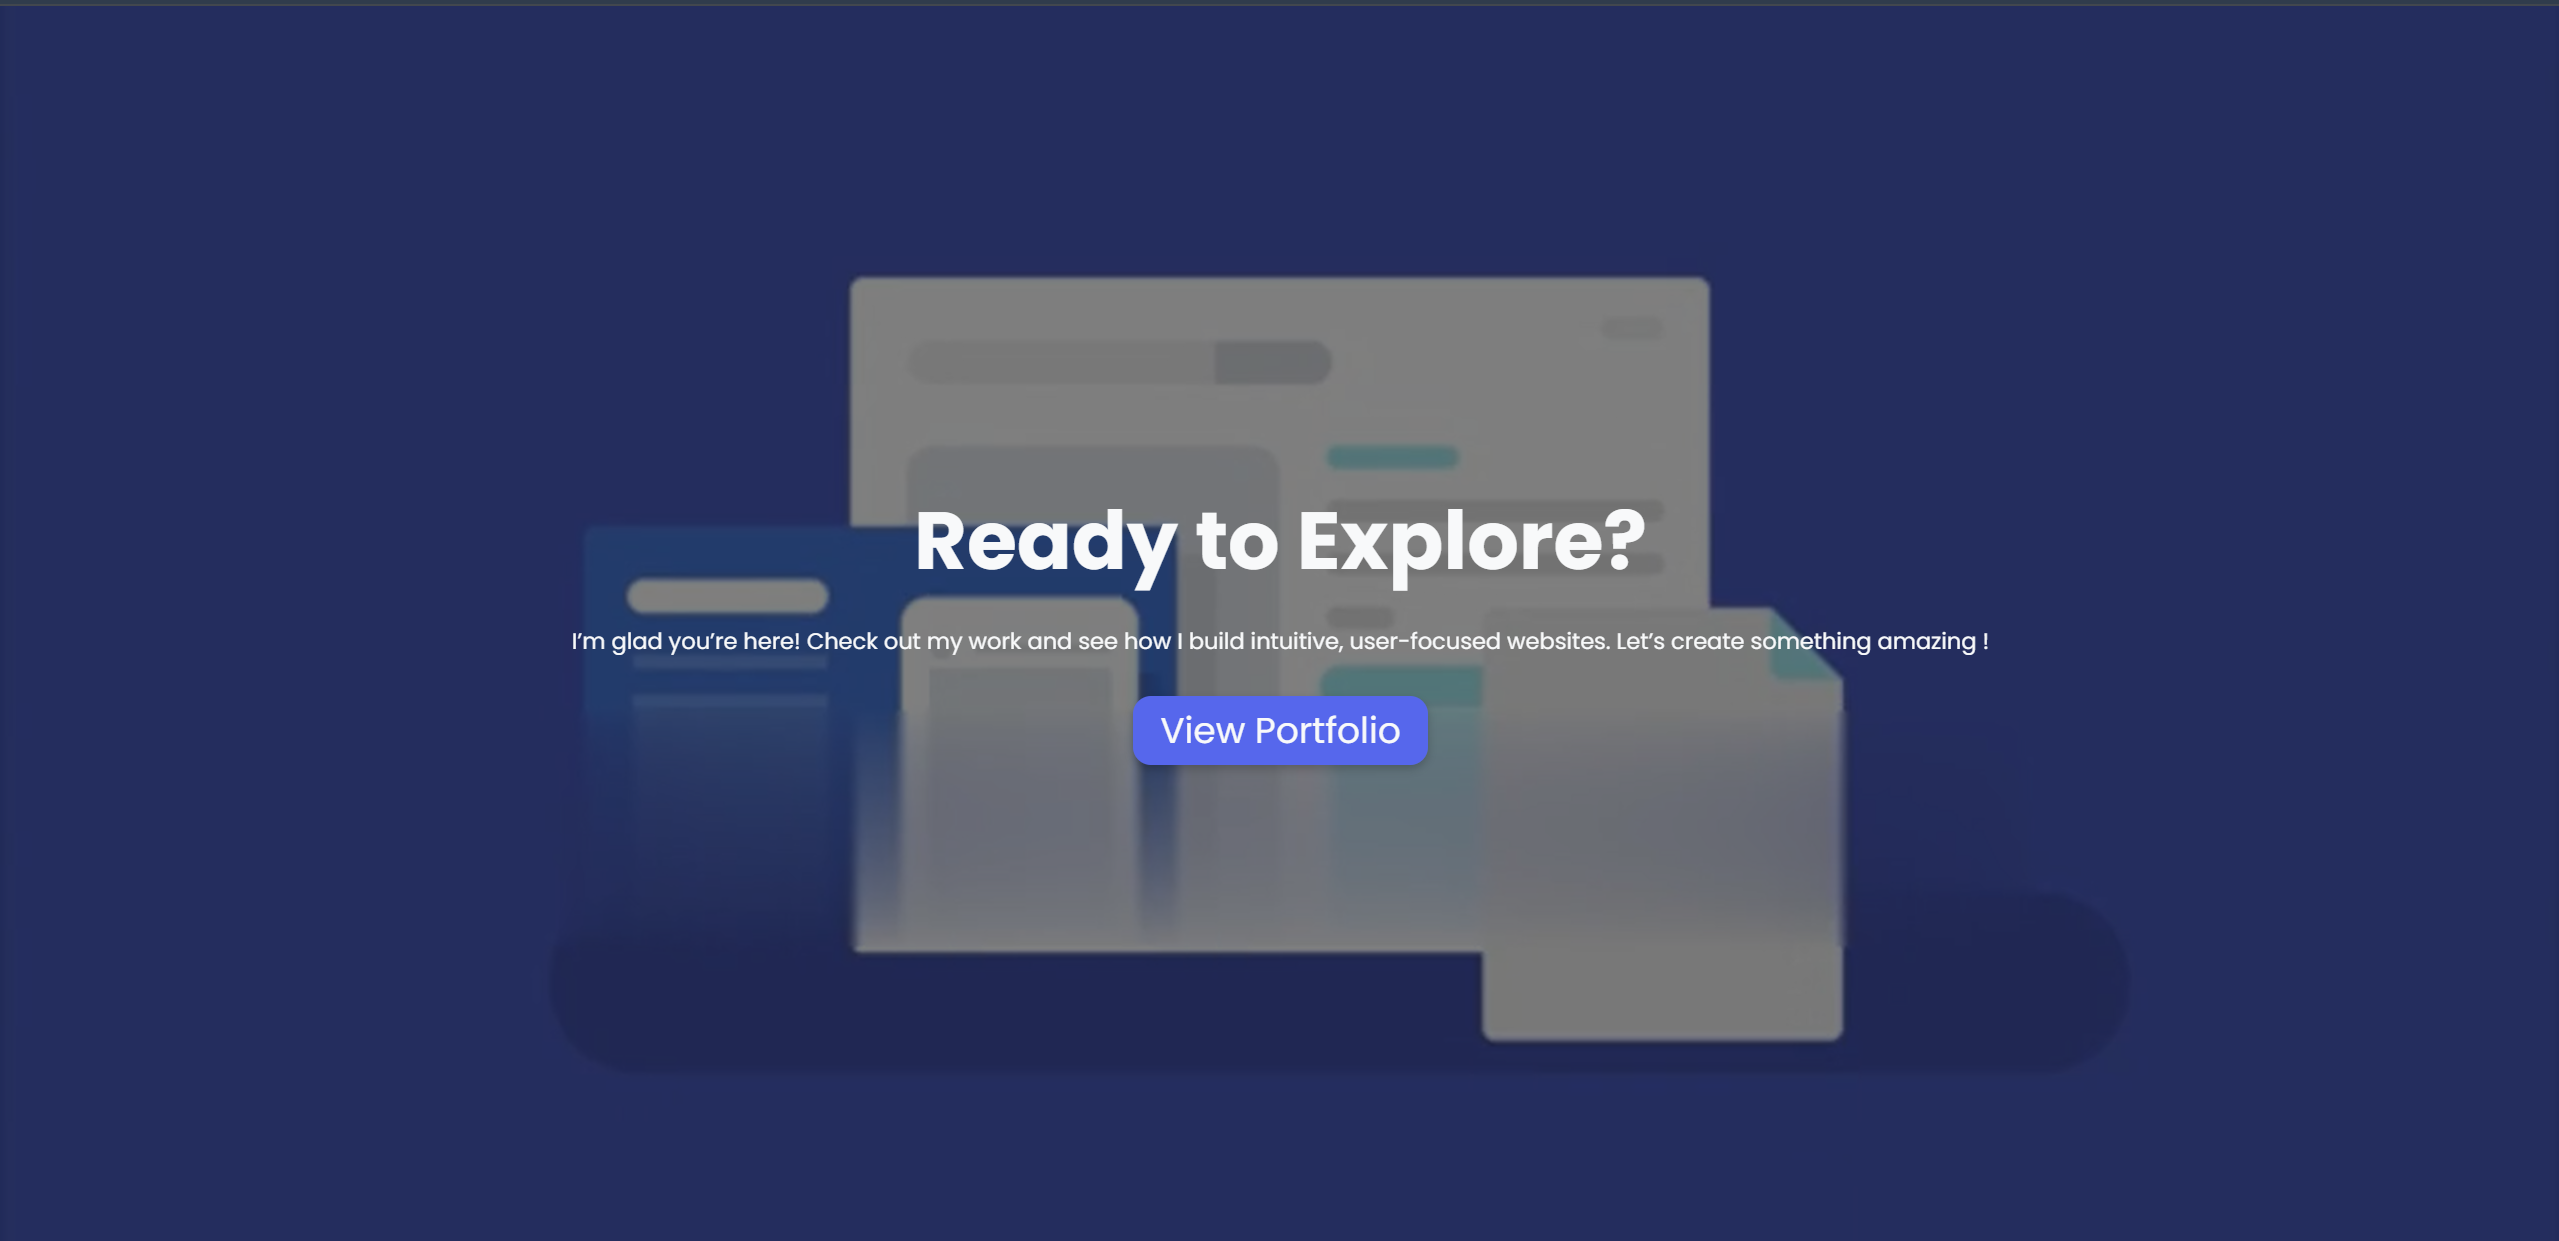 Ready to Explore?
I’m glad you’re here! Check out my work and see how I build intuitive, user-focused websites. Let’s create something amazing !
View Portfolio